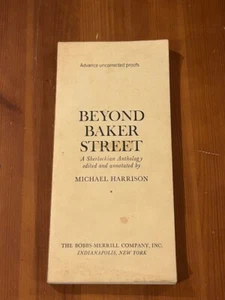 Advance uncorrected proofs
BEYOND
BAKER
STREET
A Sherlockian Anthology
edited and annotated by
MICHAEL HARRISON
THE BOBBS-MERRILL COMPANY, INC.
INDIANAPOLIS, NEW YORK